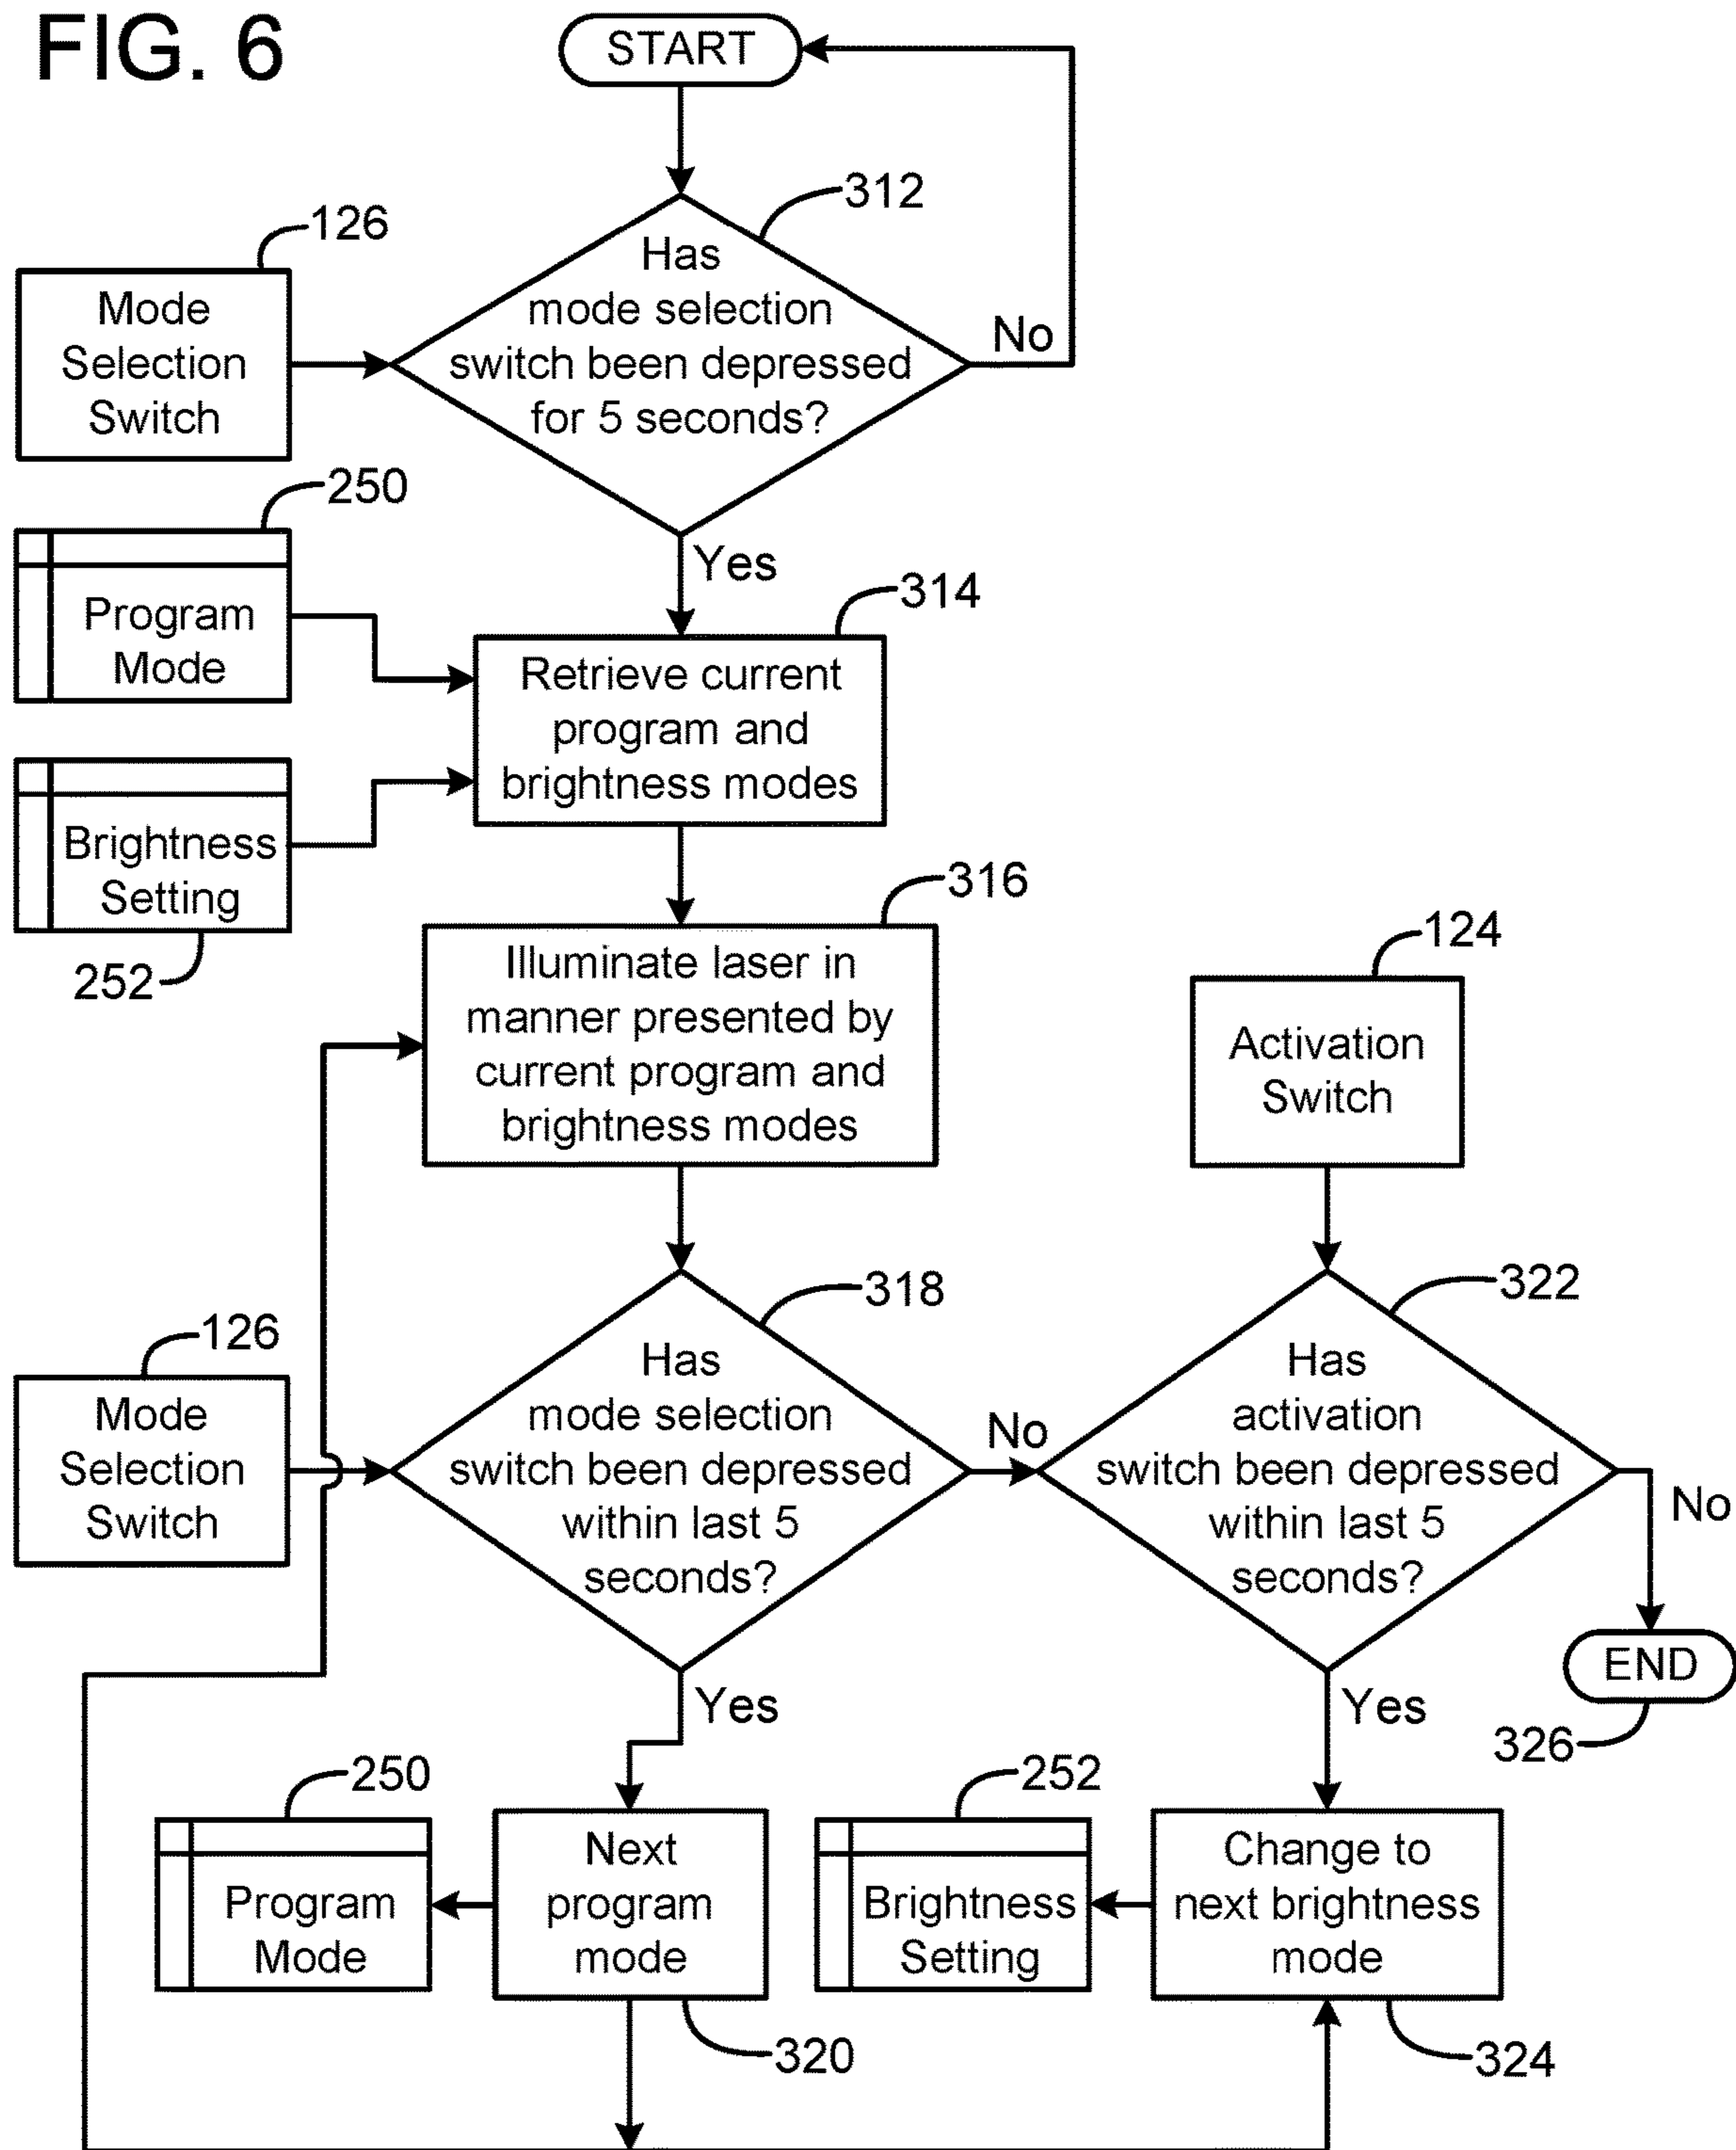 FIG. 6
START
312
126
Mode
Selection
Switch
Has
mode selection
switch been depressed
for 5 seconds?
No
250
Yes
Program
Mode
314
Retrieve current
program and
brightness modes
Brightness
Setting
252
316
Illuminate laser in
manner presented by
current program and
brightness modes
124
Activation
Switch
318
322
126
Mode
Selection
Switch
Has
mode selection
switch been depressed
within last 5
seconds?
No
Has
activation
switch been depressed
within last 5
seconds?
No
END
326
Yes
Yes
250
Program
Mode
Next
program
mode
320
252
Brightness
Setting
Change to
next brightness
mode
324